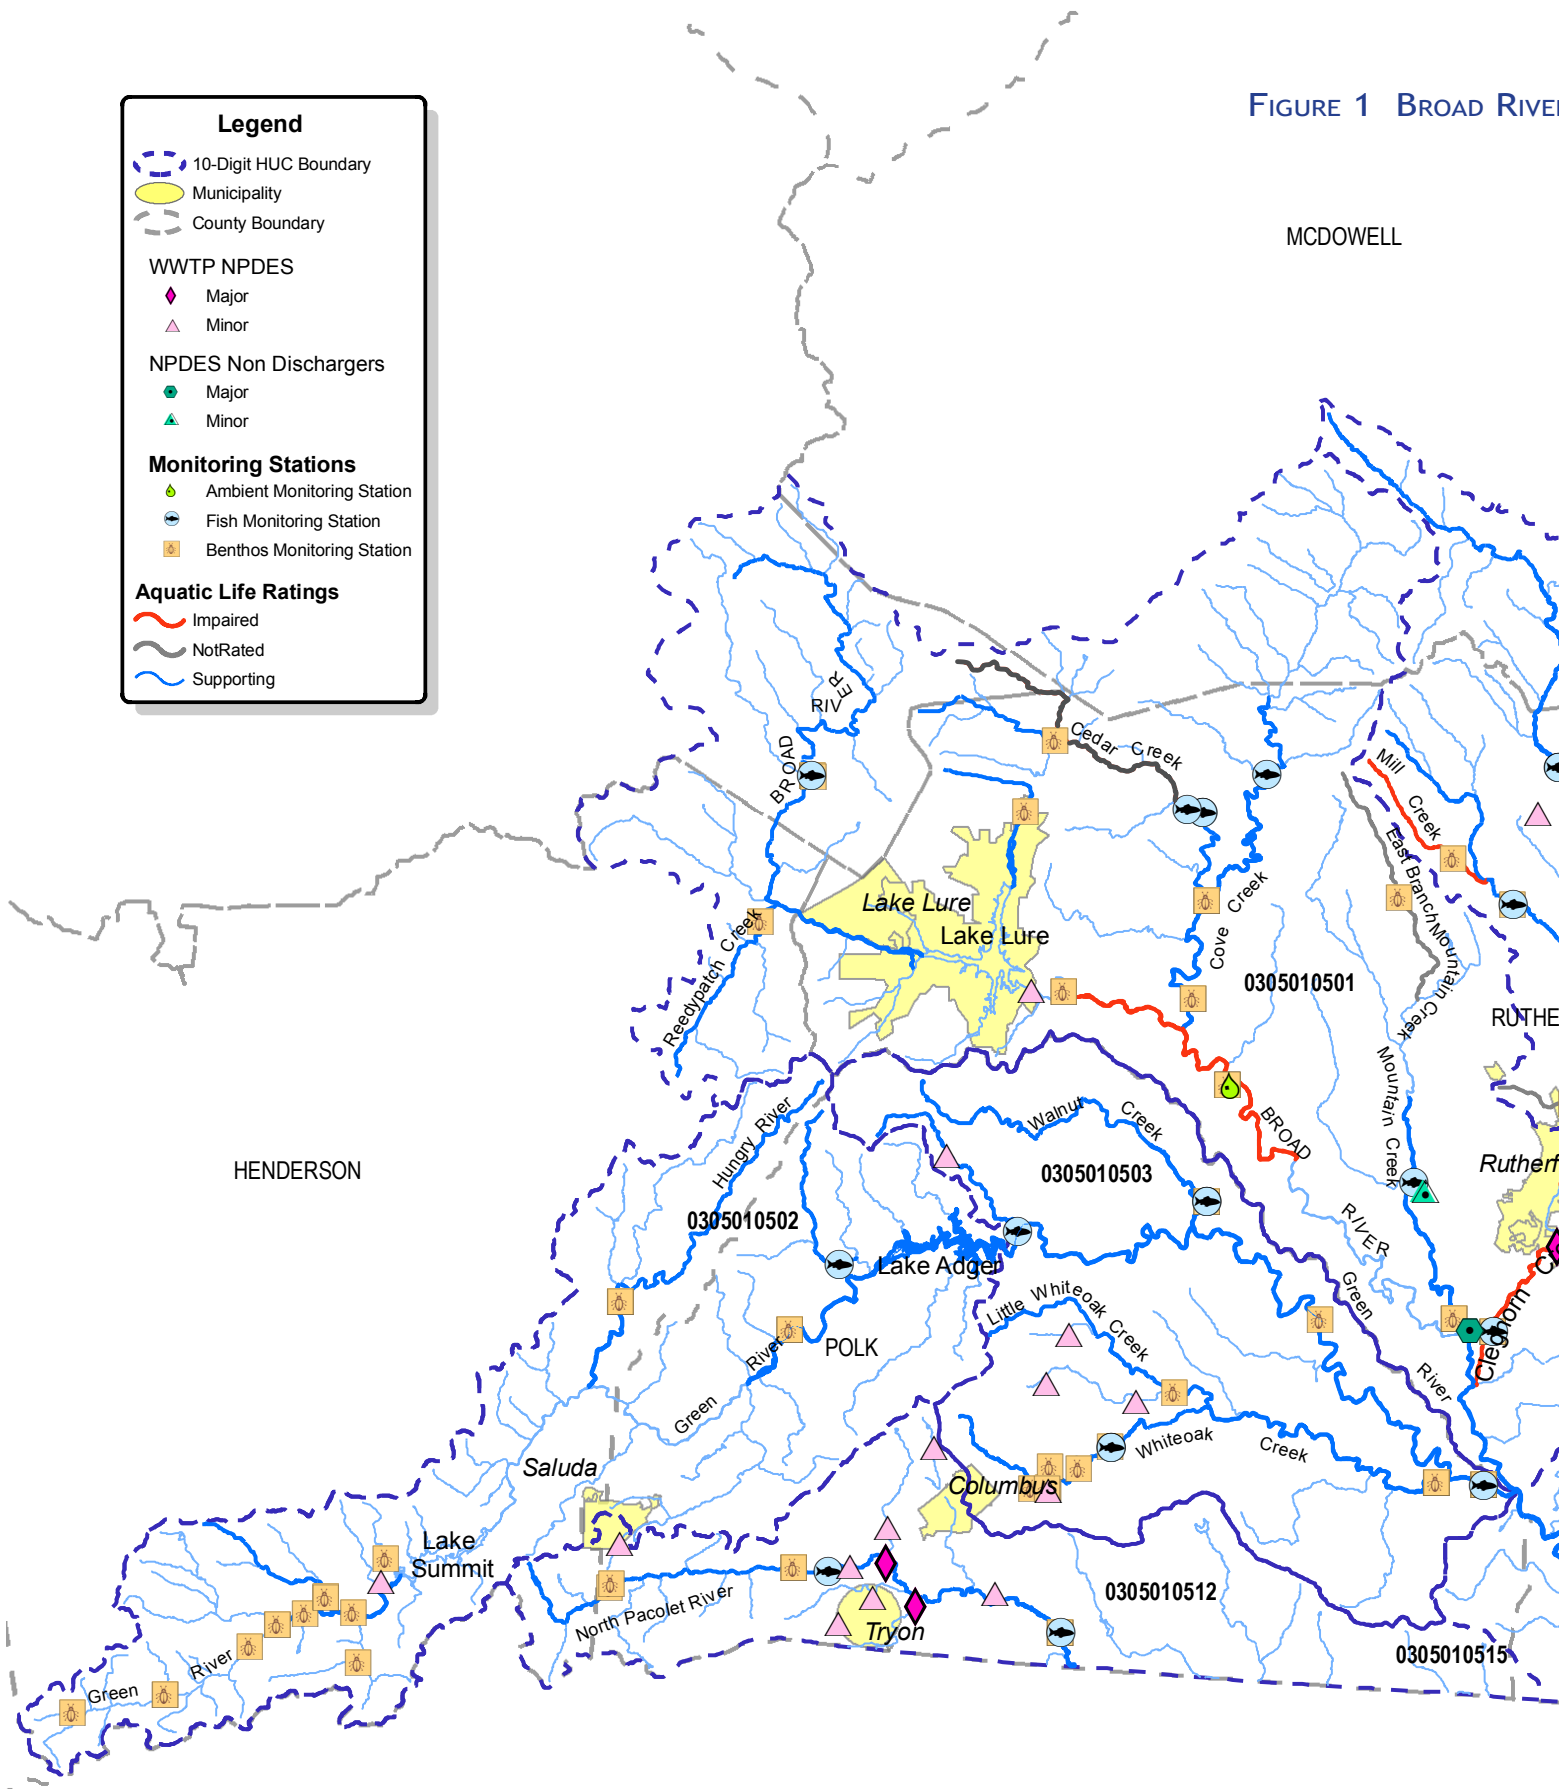 FIGURE 1 BROAD RIVER
Legend
10-Digit HUC Boundary
Municipality
County Boundary
WWTP NPDES
Major
Minor
NPDES Non Dischargers
Major
Minor
Monitoring Stations
Ambient Monitoring Station
Fish Monitoring Station
Benthos Monitoring Station
Aquatic Life Ratings
Impaired
NotRated
Supporting
MCDOWELL
BROAD RIVER
Cedar Creek
Mill Creek
East Branch Mountain Creek
Cove Creek
Lake Lure
Lake Lure
0305010501
Reedypatch Creek
RUTHE
Mountain Creek
BROAD RIVER
Walnut Creek
Hungry River
HENDERSON
0305010503
Rutherf
0305010502
Lake Adger
Green River
Little Whiteoak Creek
Cleghorn
Cl
POLK
Green River
Whiteoak Creek
Saluda
Columbus
Lake
Summit
0305010512
North Pacolet River
Tryon
0305010515
Green River